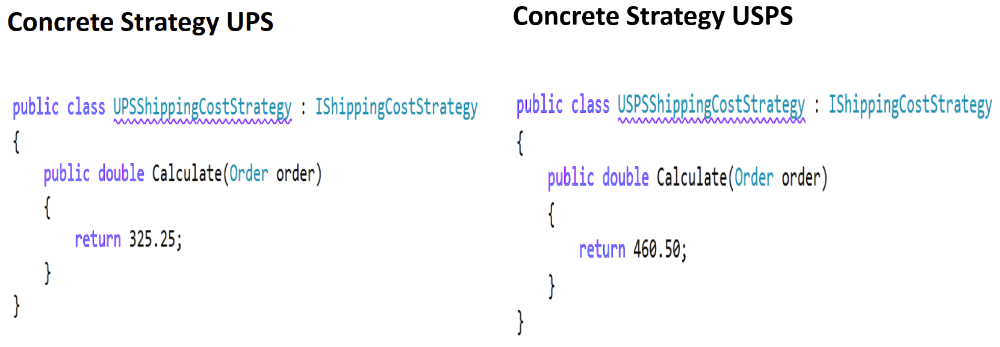 Concrete Strategy UPS
public class UPSShippingCostStrategy : IShippingCostStrategy
{
    public double Calculate(Order order)
    {
        return 325.25;
    }
}
Concrete Strategy USPS
public class USPSShippingCostStrategy : IShippingCostStrategy
{
    public double Calculate(Order order)
    {
        return 460.50;
    }
}